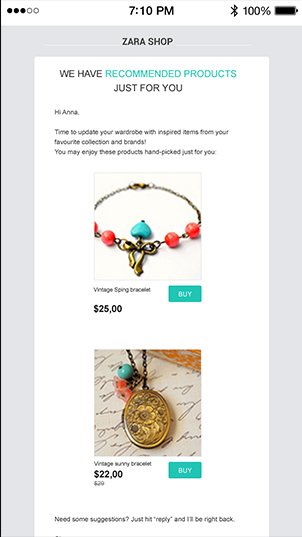 7:10 PM 100%
ZARA SHOP
WE HAVE RECOMMENDED PRODUCTS
JUST FOR YOU
Hi Anna,
Time to update your wardrobe with inspired items from your
favourite collection and brands!
You may enjoy these products hand-picked just for you:
Vintage Sping bracelet
BUY
$25,00
Vintage sunny bracelet
$22,00
BUY
$29
Need some suggestions? Just hit “reply” and I'll be right back.